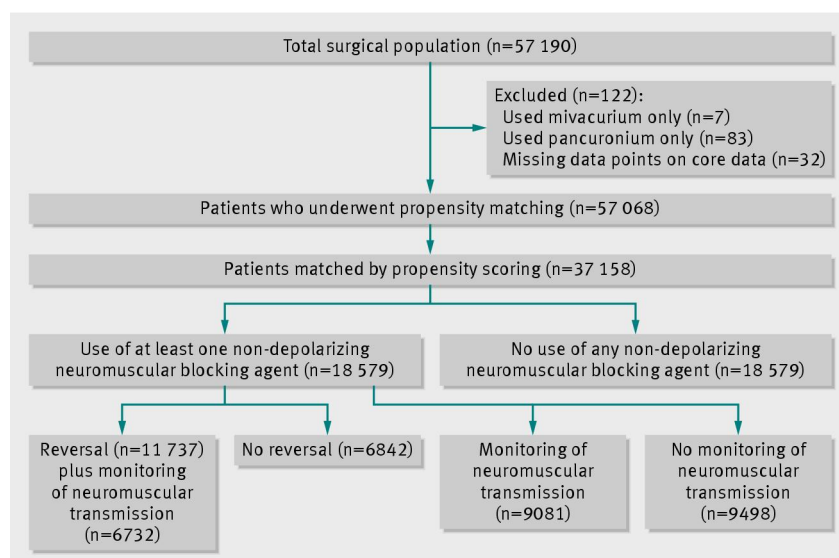 Total surgical population (n=57 190)
Excluded (n=122):
Used mivacurium only (n=7)
Used pancuronium only (n=83)
Missing data points on core data (n=32)
Patients who underwent propensity matching (n=57 068)
Patients matched by propensity scoring (n=37 158)
Use of at least one non-depolarizing
neuromuscular blocking agent (n=18 579)
No use of any non-depolarizing
neuromuscular blocking agent (n=18 579)
Reversal (n=11 737)
plus monitoring
of neuromuscular
transmission
(n=6732)
No reversal (n=6842)
Monitoring of
neuromuscular
transmission
(n=9081)
No monitoring of
neuromuscular
transmission
(n=9498)